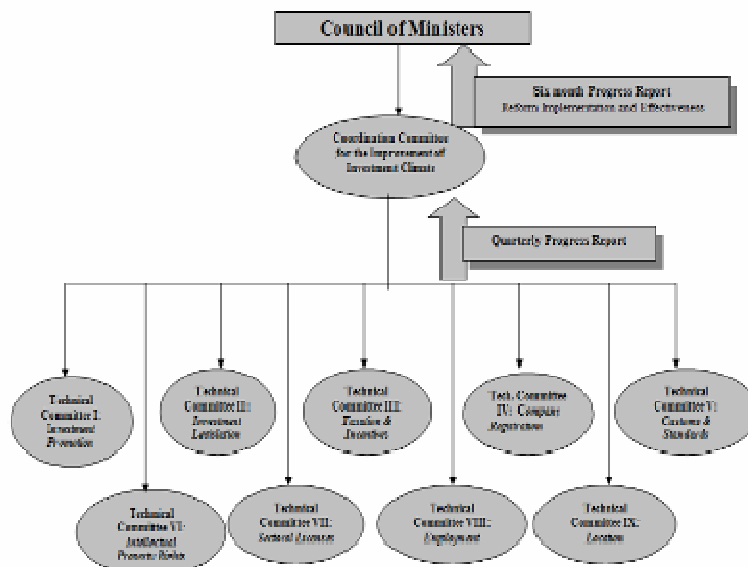 Council of Ministers
Six month Progress Report
Reform Implementation and Effectiveness
Coordination Committee
for the Improvement of
Investment Climate
Quarterly Progress Report
Technical
Committee I:
Investment
Promotion
Technical
Committee II:
Investment
Legislation
Technical
Committee III:
Taxation &
Incentives
Tech. Committee
IV: Company
Registration
Technical
Committee V:
Customs &
Standards
Technical
Committee VI:
Intellectual
Property Rights
Technical
Committee VII:
Sectoral Licenses
Technical
Committee VIII:
Employment
Technical
Committee IX:
Location